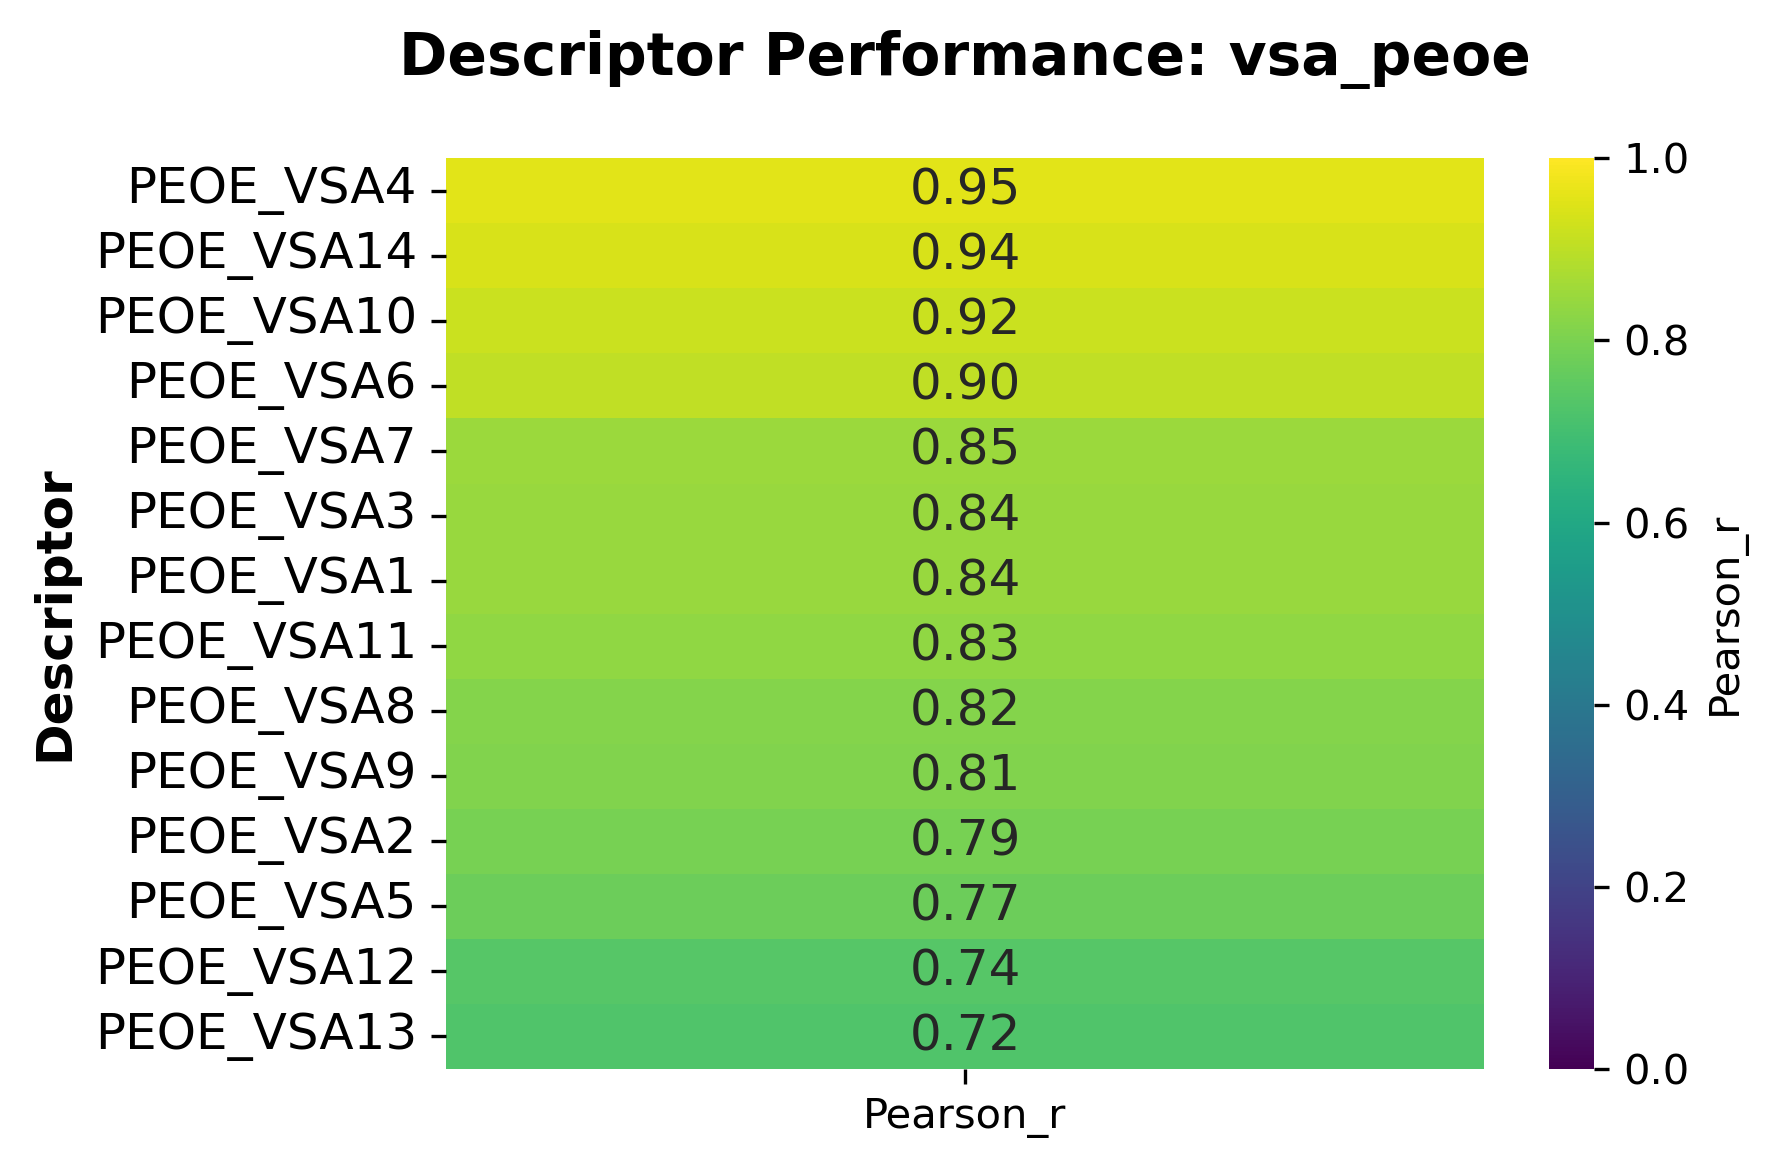 Descriptor Performance: vsa_peoe
Descriptor
PEOE_VSA4 0.95
PEOE_VSA14 0.94
PEOE_VSA10 0.92
PEOE_VSA6 0.90
PEOE_VSA7 0.85
PEOE_VSA3 0.84
PEOE_VSA1 0.84
PEOE_VSA11 0.83
PEOE_VSA8 0.82
PEOE_VSA9 0.81
PEOE_VSA2 0.79
PEOE_VSA5 0.77
PEOE_VSA12 0.74
PEOE_VSA13 0.72
Pearson_r
1.0
0.8
0.6
0.4
0.2
0.0
Pearson_r